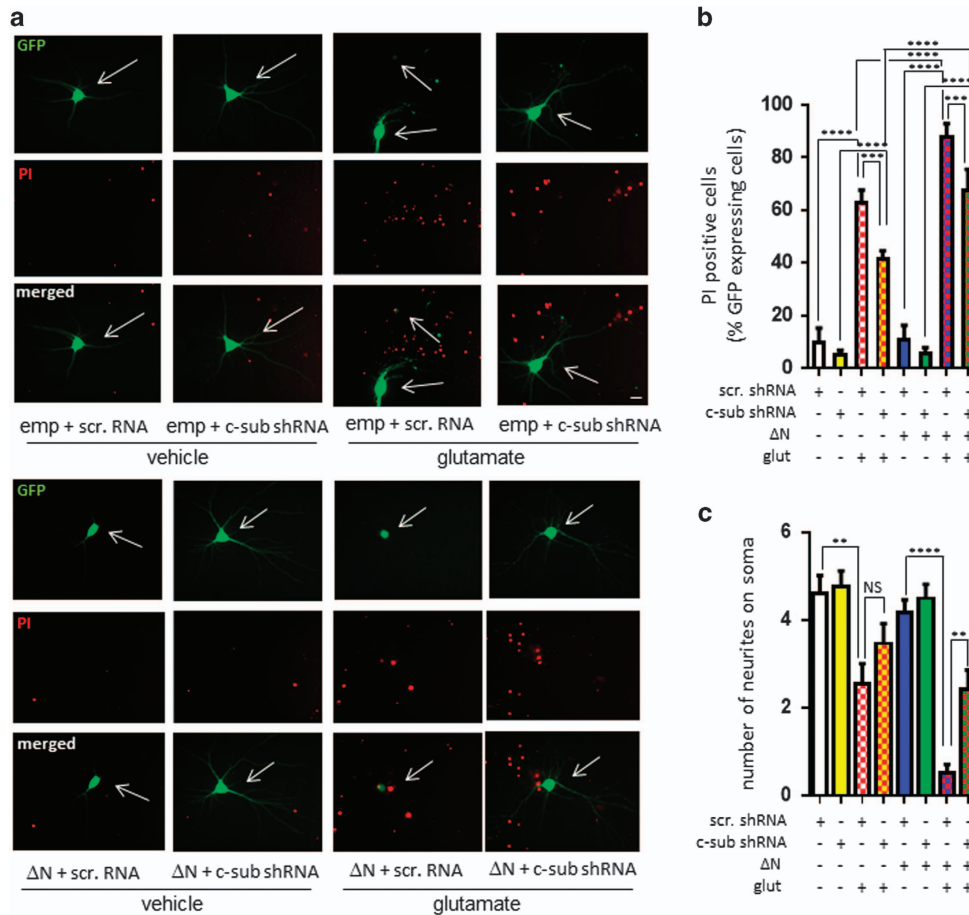 a
GFP
PI
merged
emp + scr. RNA emp + c-sub shRNA emp + scr. RNA emp + c-sub shRNA
vehicle glutamate
GFP
PI
merged
ΔN + scr. RNA ΔN + c-sub shRNA ΔN + scr. RNA ΔN + c-sub shRNA
vehicle glutamate
b
PI positive cells
(% GFP expressing cells)
100
80
60
40
20
0
****
****
****
****
****
****
***
***
scr. shRNA + - + - + - + -
c-sub shRNA - + - + - + - +
ΔN - - - - + + + +
glut - - + + - - + +
c
number of neurites on soma
6
4
2
0
**
NS
****
**
scr. shRNA + - + - + - + -
c-sub shRNA - + - + - + - +
ΔN - - - - + + + +
glut - - + + - - + +